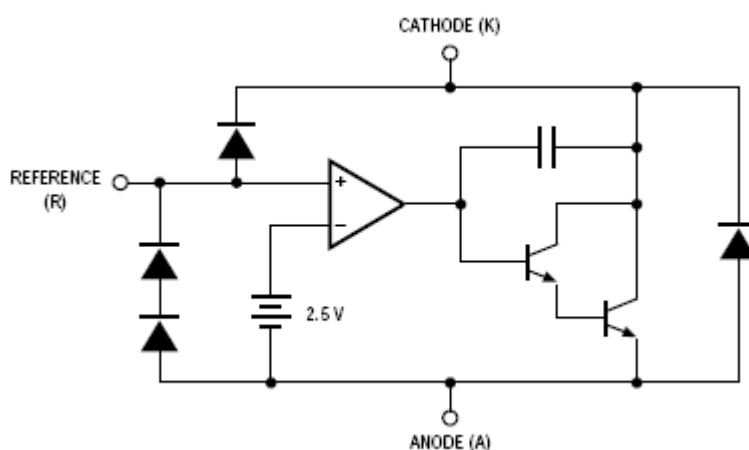 CATHODE (K)
REFERENCE
(R)
+
−
2.5 V
ANODE (A)